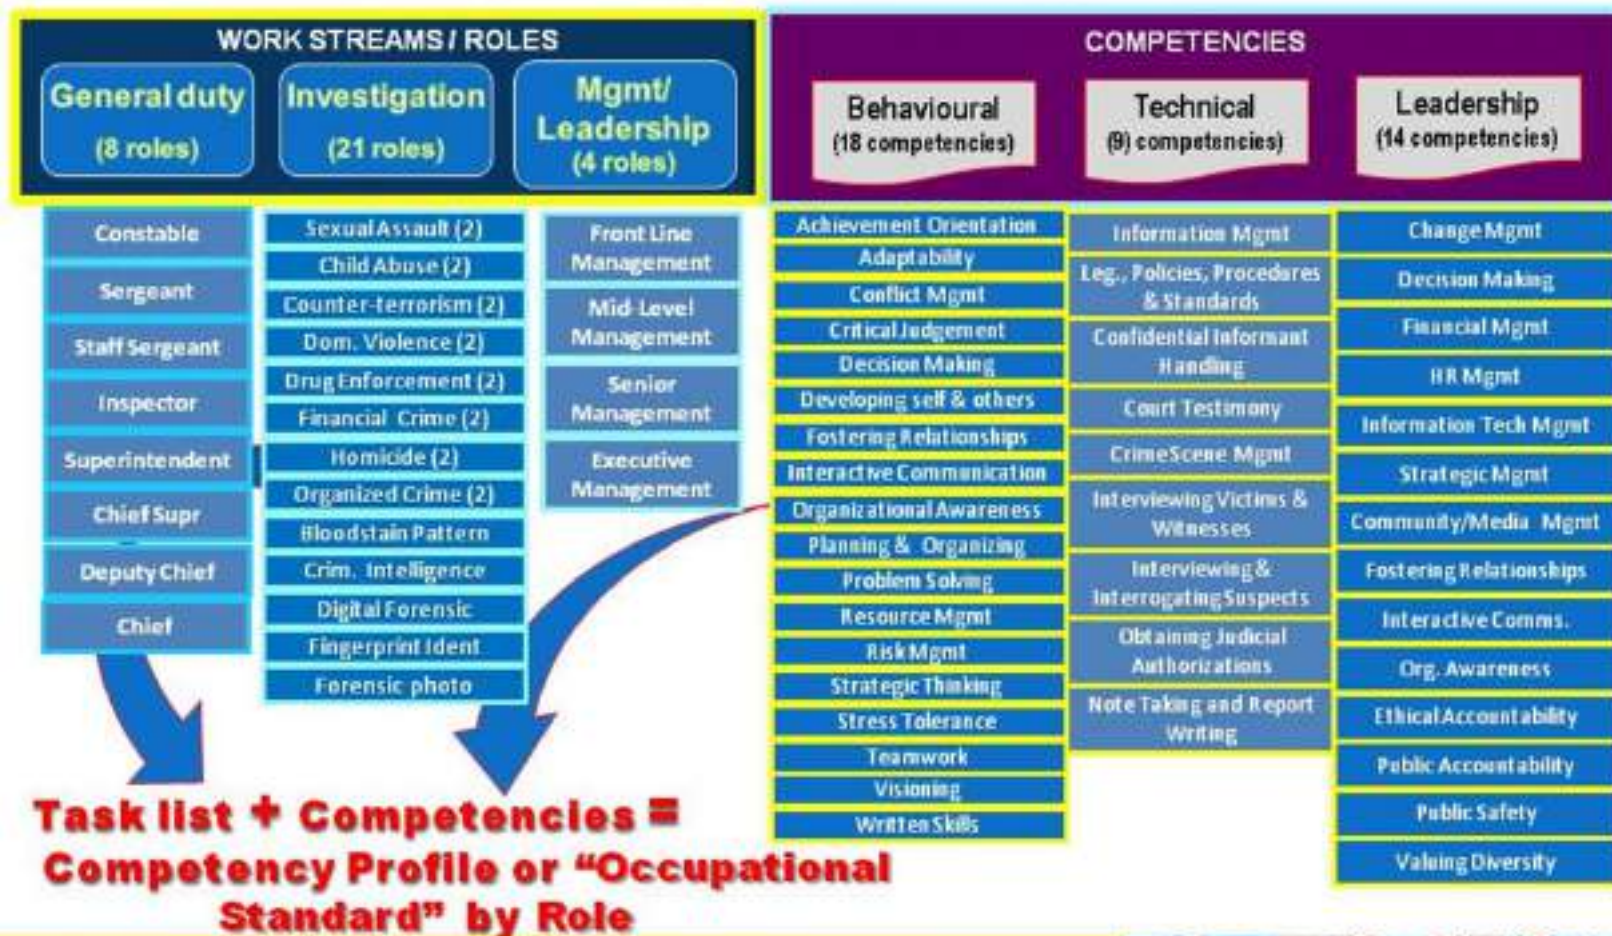 WORK STREAMS / ROLES
General duty
(8 roles)
Investigation
(21 roles)
Mgmt/
Leadership
(4 roles)
Constable
Sergeant
Staff Sergeant
Inspector
Superintendent
Chief Supr
Deputy Chief
Chief
Sexual Assault (2)
Child Abuse (2)
Counter-terrorism (2)
Dom. Violence (2)
Drug Enforcement (2)
Financial Crime (2)
Homicide (2)
Organized Crime (2)
Bloodstain Pattern
Crim. Intelligence
Digital Forensic
Fingerprint Ident
Forensic photo
Front Line
Management
Mid-Level
Management
Senior
Management
Executive
Management
COMPETENCIES
Behavioural
(18 competencies)
Technical
(9) competencies)
Leadership
(14 competencies)
Achievement Orientation
Adaptability
Conflict Mgmt
Critical Judgement
Decision Making
Developing self & others
Fostering Relationships
Interactive Communication
Organizational Awareness
Planning & Organizing
Problem Solving
Resource Mgmt
Risk Mgmt
Strategic Thinking
Stress Tolerance
Teamwork
Visioning
Written Skills
Information Mgmt
Leg., Policies, Procedures
& Standards
Confidential Informant
Handling
Court Testimony
Crime Scene Mgmt
Interviewing Victims &
Witnesses
Interviewing &
Interrogating Suspects
Obtaining Judicial
Authorizations
Note Taking and Report
Writing
Change Mgmt
Decision Making
Financial Mgmt
HR Mgmt
Information Tech Mgmt
Strategic Mgmt
Community/Media Mgmt
Fostering Relationships
Interactive Comms.
Org. Awareness
Ethical Accountability
Public Accountability
Public Safety
Valuing Diversity
Task list + Competencies =
Competency Profile or “Occupational
Standard” by Role